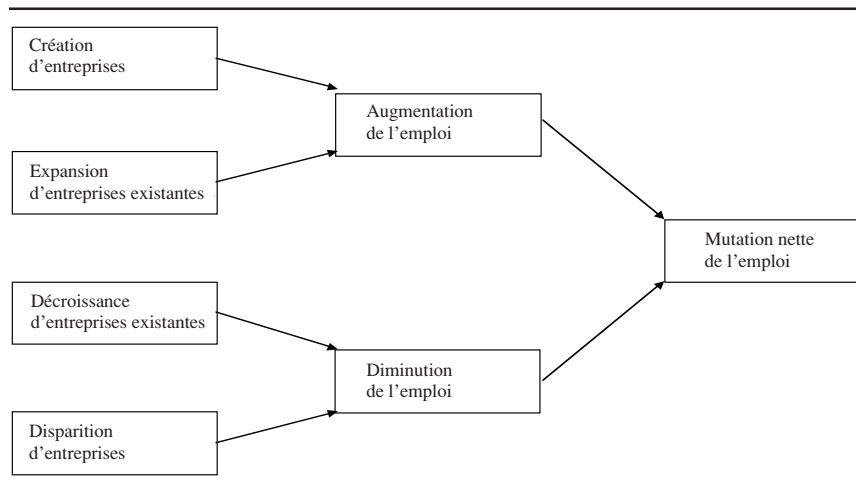 Création
d’entreprises
Augmentation
de l’emploi
Expansion
d’entreprises existantes
Mutation nette
de l’emploi
Décroissance
d’entreprises existantes
Diminution
de l’emploi
Disparition
d’entreprises